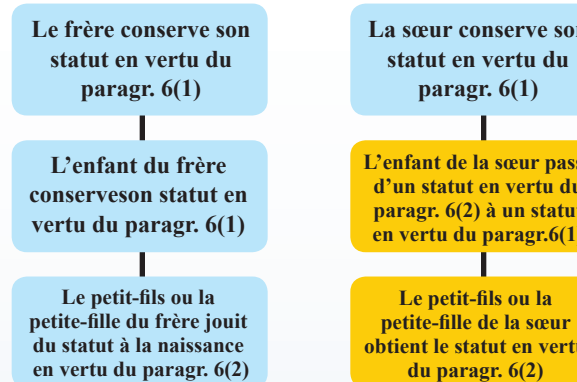 Le frère conserve son
statut en vertu du
paragr. 6(1)
L’enfant du frère
conserveson statut en
vertu du paragr. 6(1)
Le petit-fils ou la
petite-fille du frère jouit
du statut à la naissance
en vertu du paragr. 6(2)
La sœur conserve
statut en vertu du
paragr. 6(1)
L’enfant de la sœur
d’un statut en vertu
paragr. 6(2) à un
en vertu du paragr.6(1
Le petit-fils ou la
petite-fille de la sœur
obtient le statut en
du paragr. 6(2)